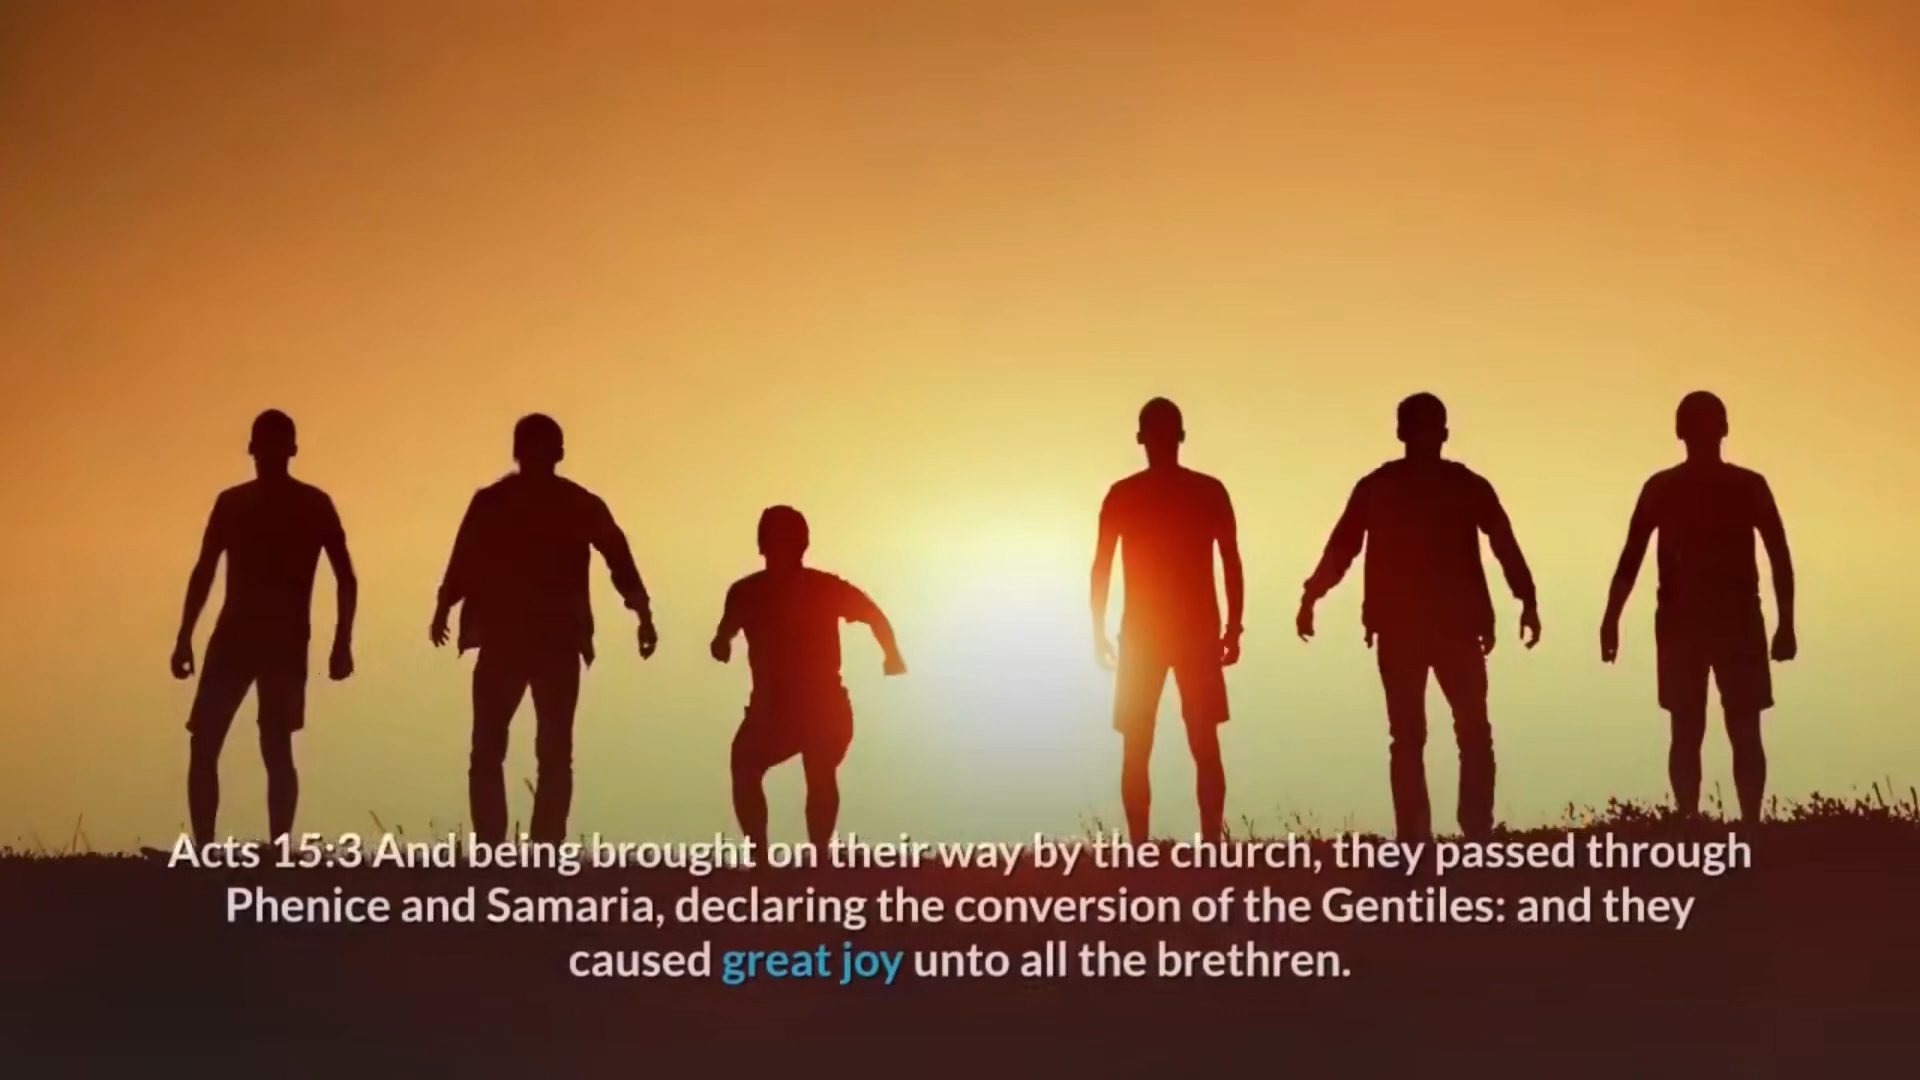 Acts 15:3 And being brought on their way by the church, they passed through
Phenice and Samaria, declaring the conversion of the Gentiles: and they
caused great joy unto all the brethren.